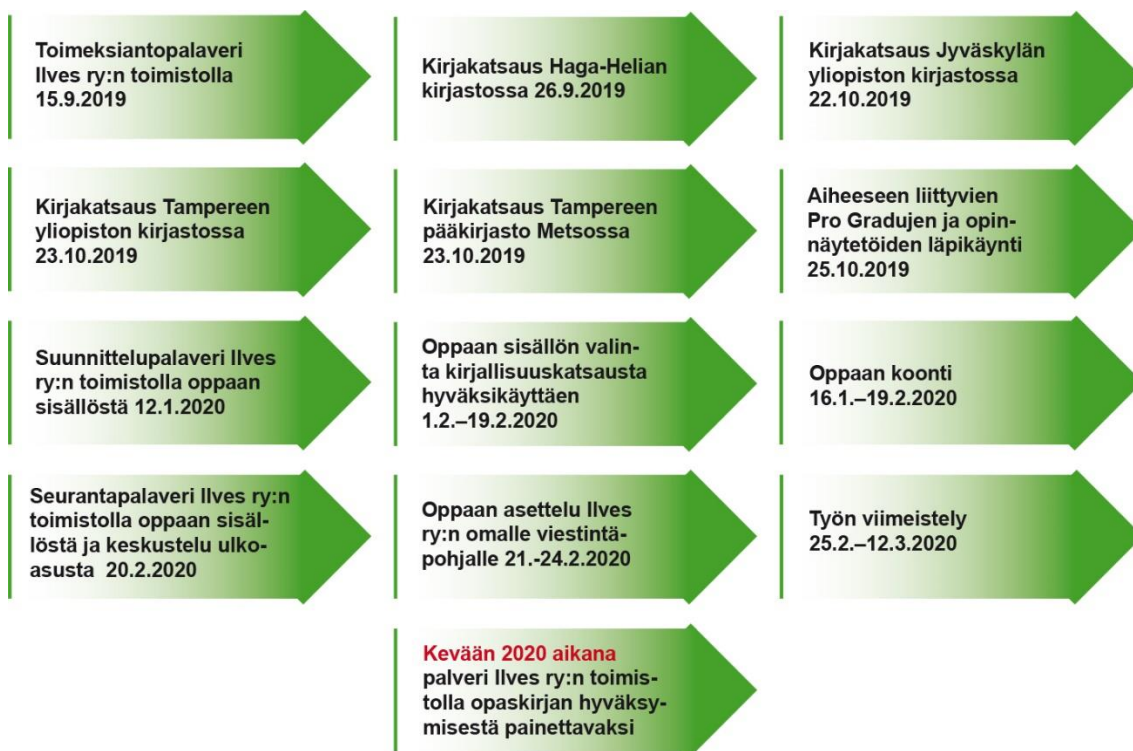 Toimeksiantopalaveri
Ilves ry:n toimistolla
15.9.2019
Kirjakatsaus Haga-Helian
kirjastossa 26.9.2019
Kirjakatsaus Jyväskylän
yliopiston kirjastossa
22.10.2019
Kirjakatsaus Tampereen
yliopiston kirjastossa
23.10.2019
Kirjakatsaus Tampereen
pääkirjasto Metsossa
23.10.2019
Aiheeseen liittyvien
Pro Gradujen ja opin-
näytetöiden läpikäynti
25.10.2019
Suunnittelupalaveri Ilves
ry:n toimistolla oppaan
sisällöstä 12.1.2020
Oppaan sisällön valin-
ta kirjallisuuskatsausta
hyväksikäyttäen
1.2.–19.2.2020
Oppaan koonti
16.1.–19.2.2020
Seurantapalaveri Ilves ry:n
toimistolla oppaan sisäl-
löstä ja keskustelu ulko-
asusta 20.2.2020
Oppaan asettelu Ilves
ry:n omalle viestintä-
pohjalle 21.-24.2.2020
Työn viimeistely
25.2.–12.3.2020
Kevään 2020 aikana
palveri Ilves ry:n toimis-
tolla opaskirjan hyväksy-
misestä painettavaksi